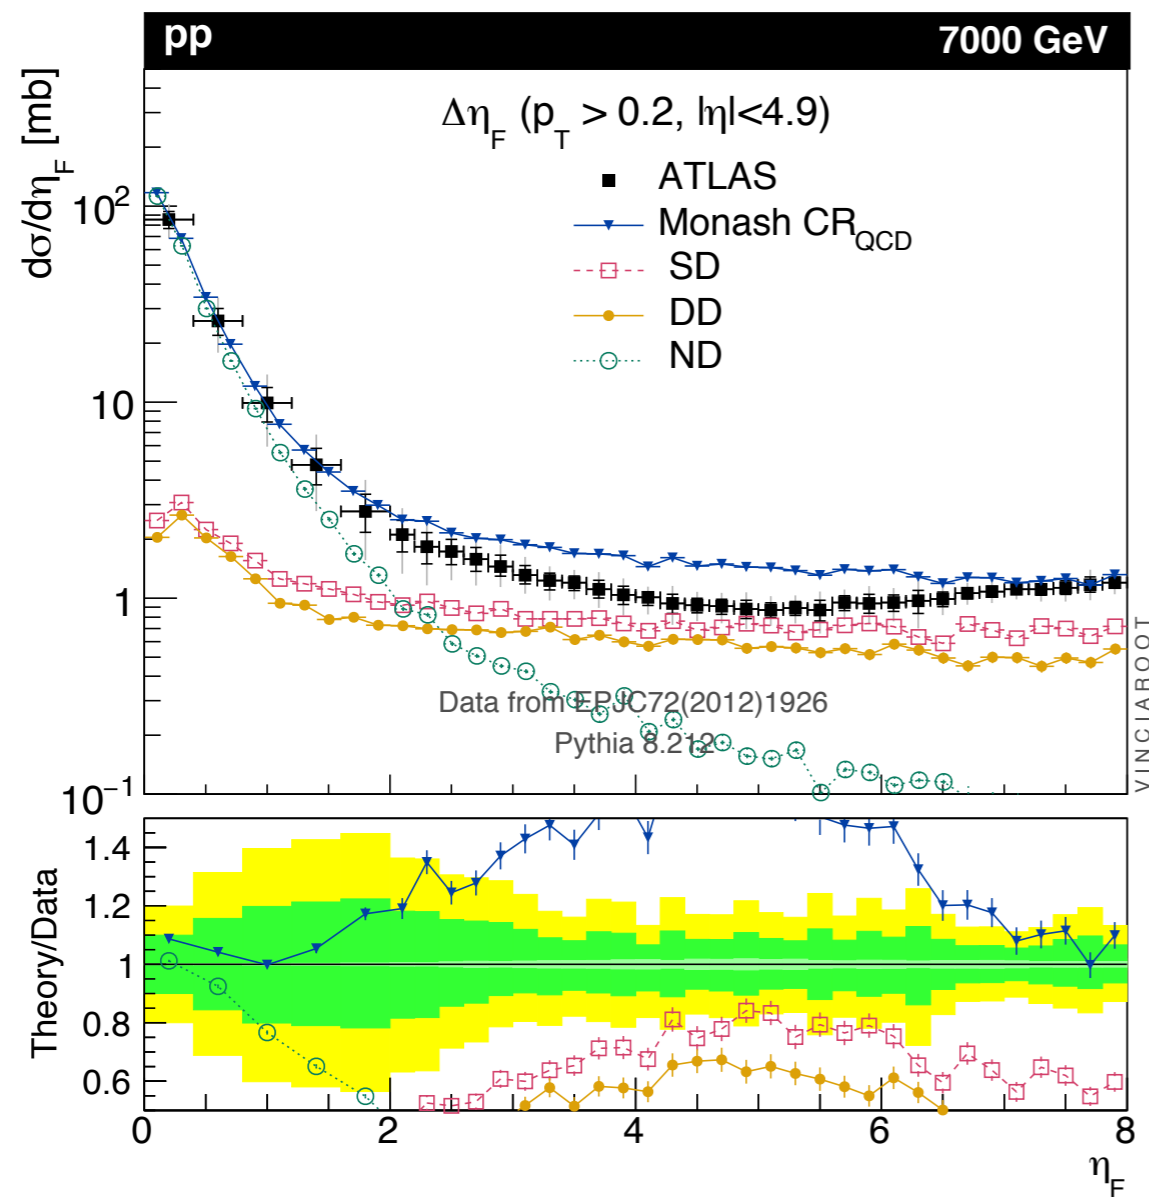 pp 7000 GeV
dσ/dη_F [mb]
Δη_F (p_T > 0.2, |η|<4.9)
ATLAS
Monash CR_QCD
SD
DD
ND
10^2
10
1
10^−1
Data from EPJC72(2012)1926
Pythia 8.212
VINCIAROOT
Theory/Data
1.4
1.2
1
0.8
0.6
0 2 4 6 8
η_F